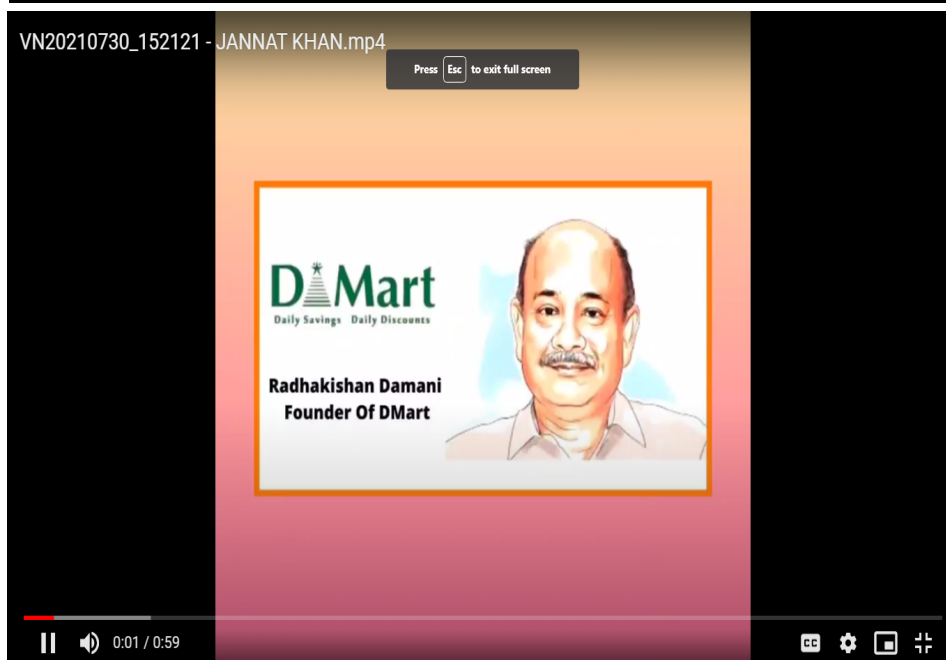 VN20210730_152121 - JANNAT KHAN.mp4
Press Esc to exit full screen
DMart
Daily Savings Daily Discounts
Radhakishan Damani
Founder Of DMart
0:01 / 0:59
CC